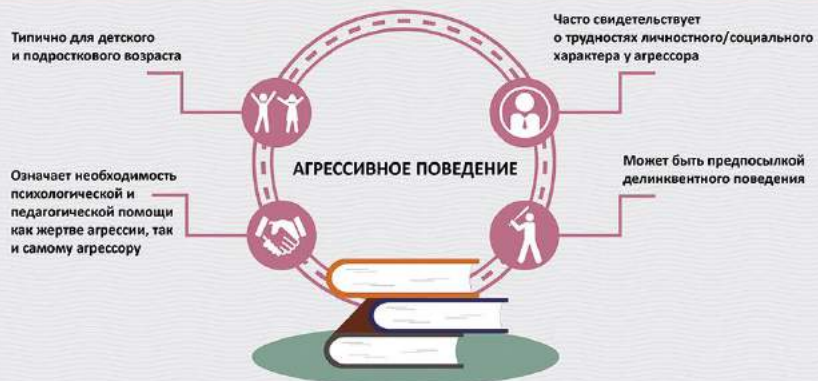 Типично для детского
и подросткового возраста
Часто свидетельствует
о трудностях личностного/социального
характера у агрессора
АГРЕССИВНОЕ ПОВЕДЕНИЕ
Означает необходимость
психологической и
педагогической помощи
как жертве агрессии, так
и самому агрессору
Может быть предпосылкой
делинквентного поведения